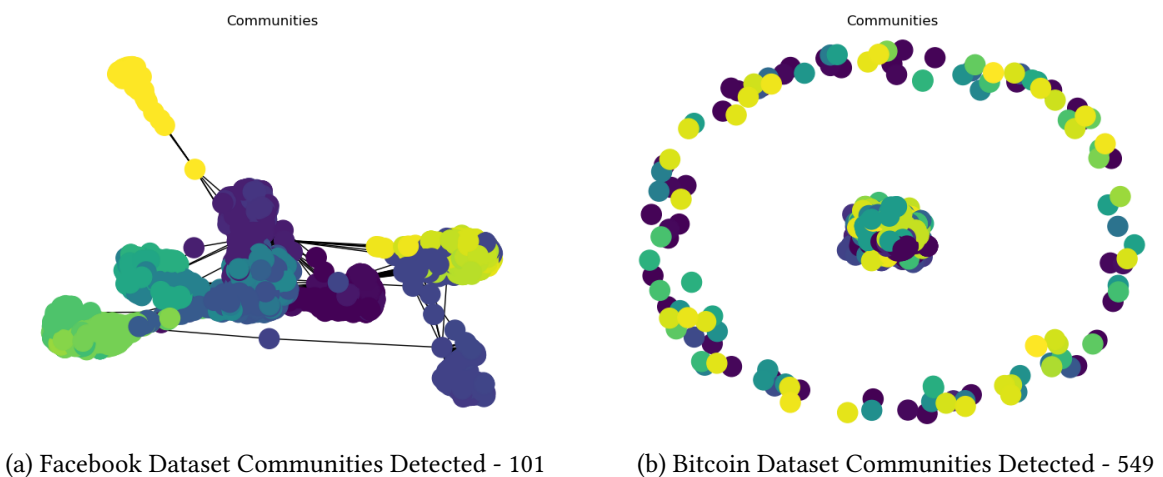 Communities
Communities
(a) Facebook Dataset Communities Detected - 101
(b) Bitcoin Dataset Communities Detected - 549